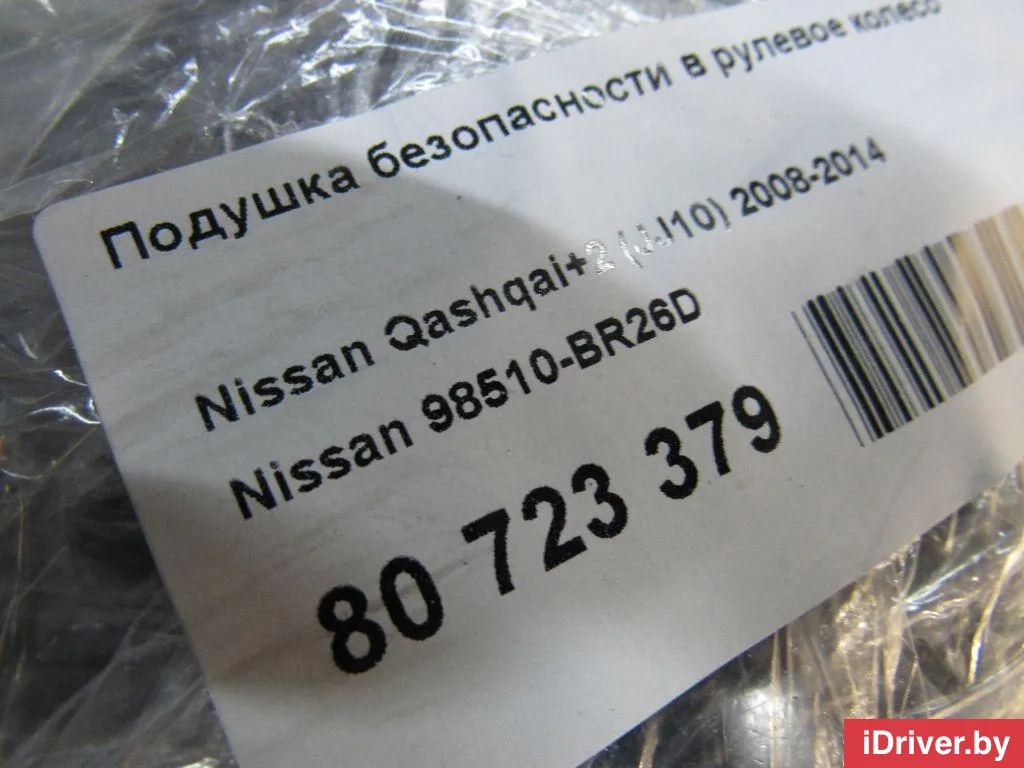 Подушка безопасности в рулевое колесо
Nissan Qashqai+2 (JJ10) 2008-2014
Nissan 98510-BR26D
80 723 379
iDriver.by